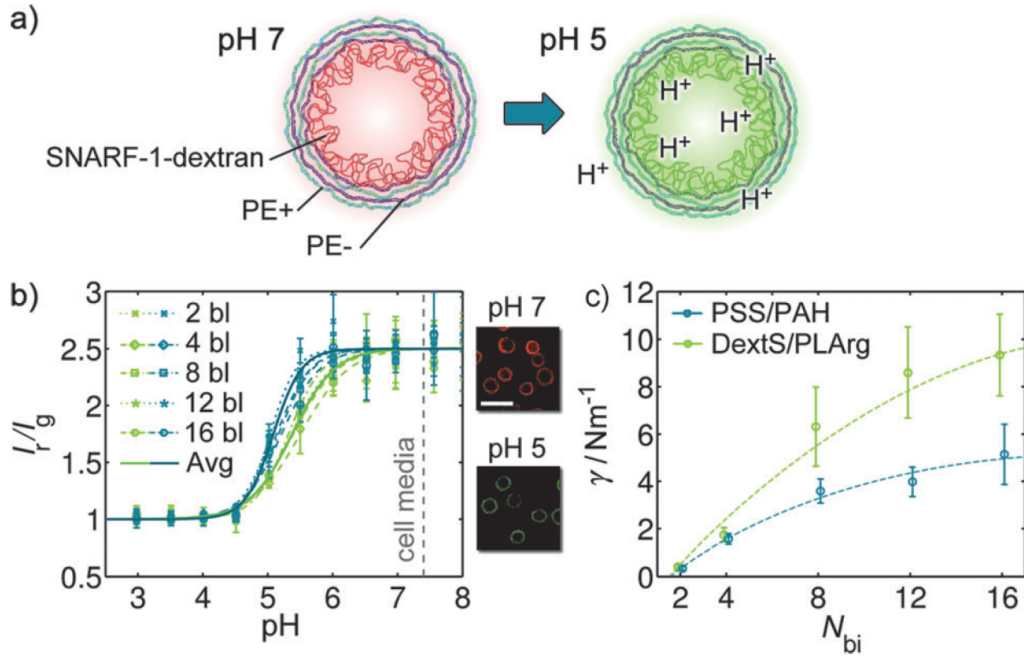 a)
pH 7
pH 5
H⁺
H⁺
H⁺
H⁺
H⁺
H⁺
SNARF-1-dextran
PE+
PE-
b)
3
2.5
2
1.5
1
0.5
I_r/I_g
2 bl
4 bl
8 bl
12 bl
16 bl
Avg
cell media
3 4 5 6 7 8
pH
pH 7
pH 5
c)
12
10
8
6
4
2
0
γ / Nm⁻¹
PSS/PAH
DextS/PLArg
2 4 8 12 16
N_bi